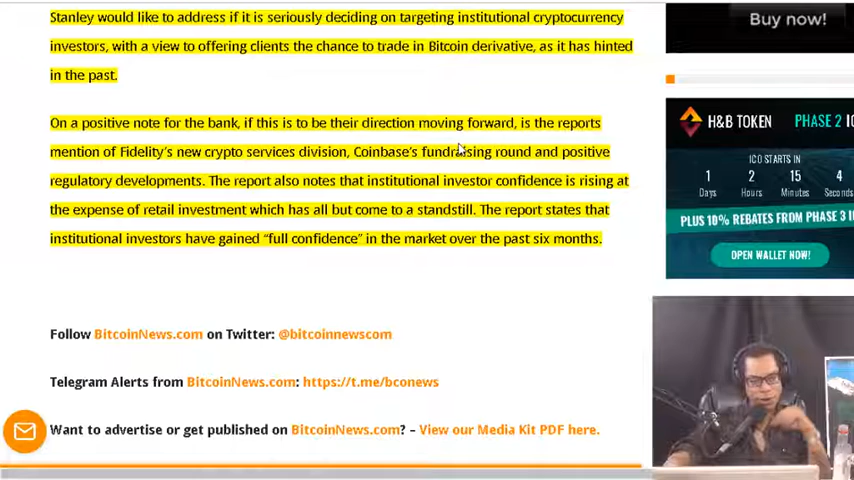 Stanley would like to address if it is seriously deciding on targeting institutional cryptocurrency
investors, with a view to offering clients the chance to trade in Bitcoin derivative, as it has hinted
in the past.
On a positive note for the bank, if this is to be their direction moving forward, is the reports
mention of Fidelity's new crypto services division, Coinbase's fundraising round and positive
regulatory developments. The report also notes that institutional investor confidence is rising at
the expense of retail investment which has all but come to a standstill. The report states that
institutional investors have gained "full confidence" in the market over the past six months.
Follow BitcoinNews.com on Twitter: @bitcoinnewscom
Telegram Alerts from BitcoinNews.com: https://t.me/bconews
Want to advertise or get published on BitcoinNews.com? – View our Media Kit PDF here.
Buy now!
H&B TOKEN PHASE 2
ICO STARTS IN
1 2 15 4
Days Hours Minutes Seconds
PLUS 10% REBATES FROM PHASE 3
OPEN WALLET NOW!